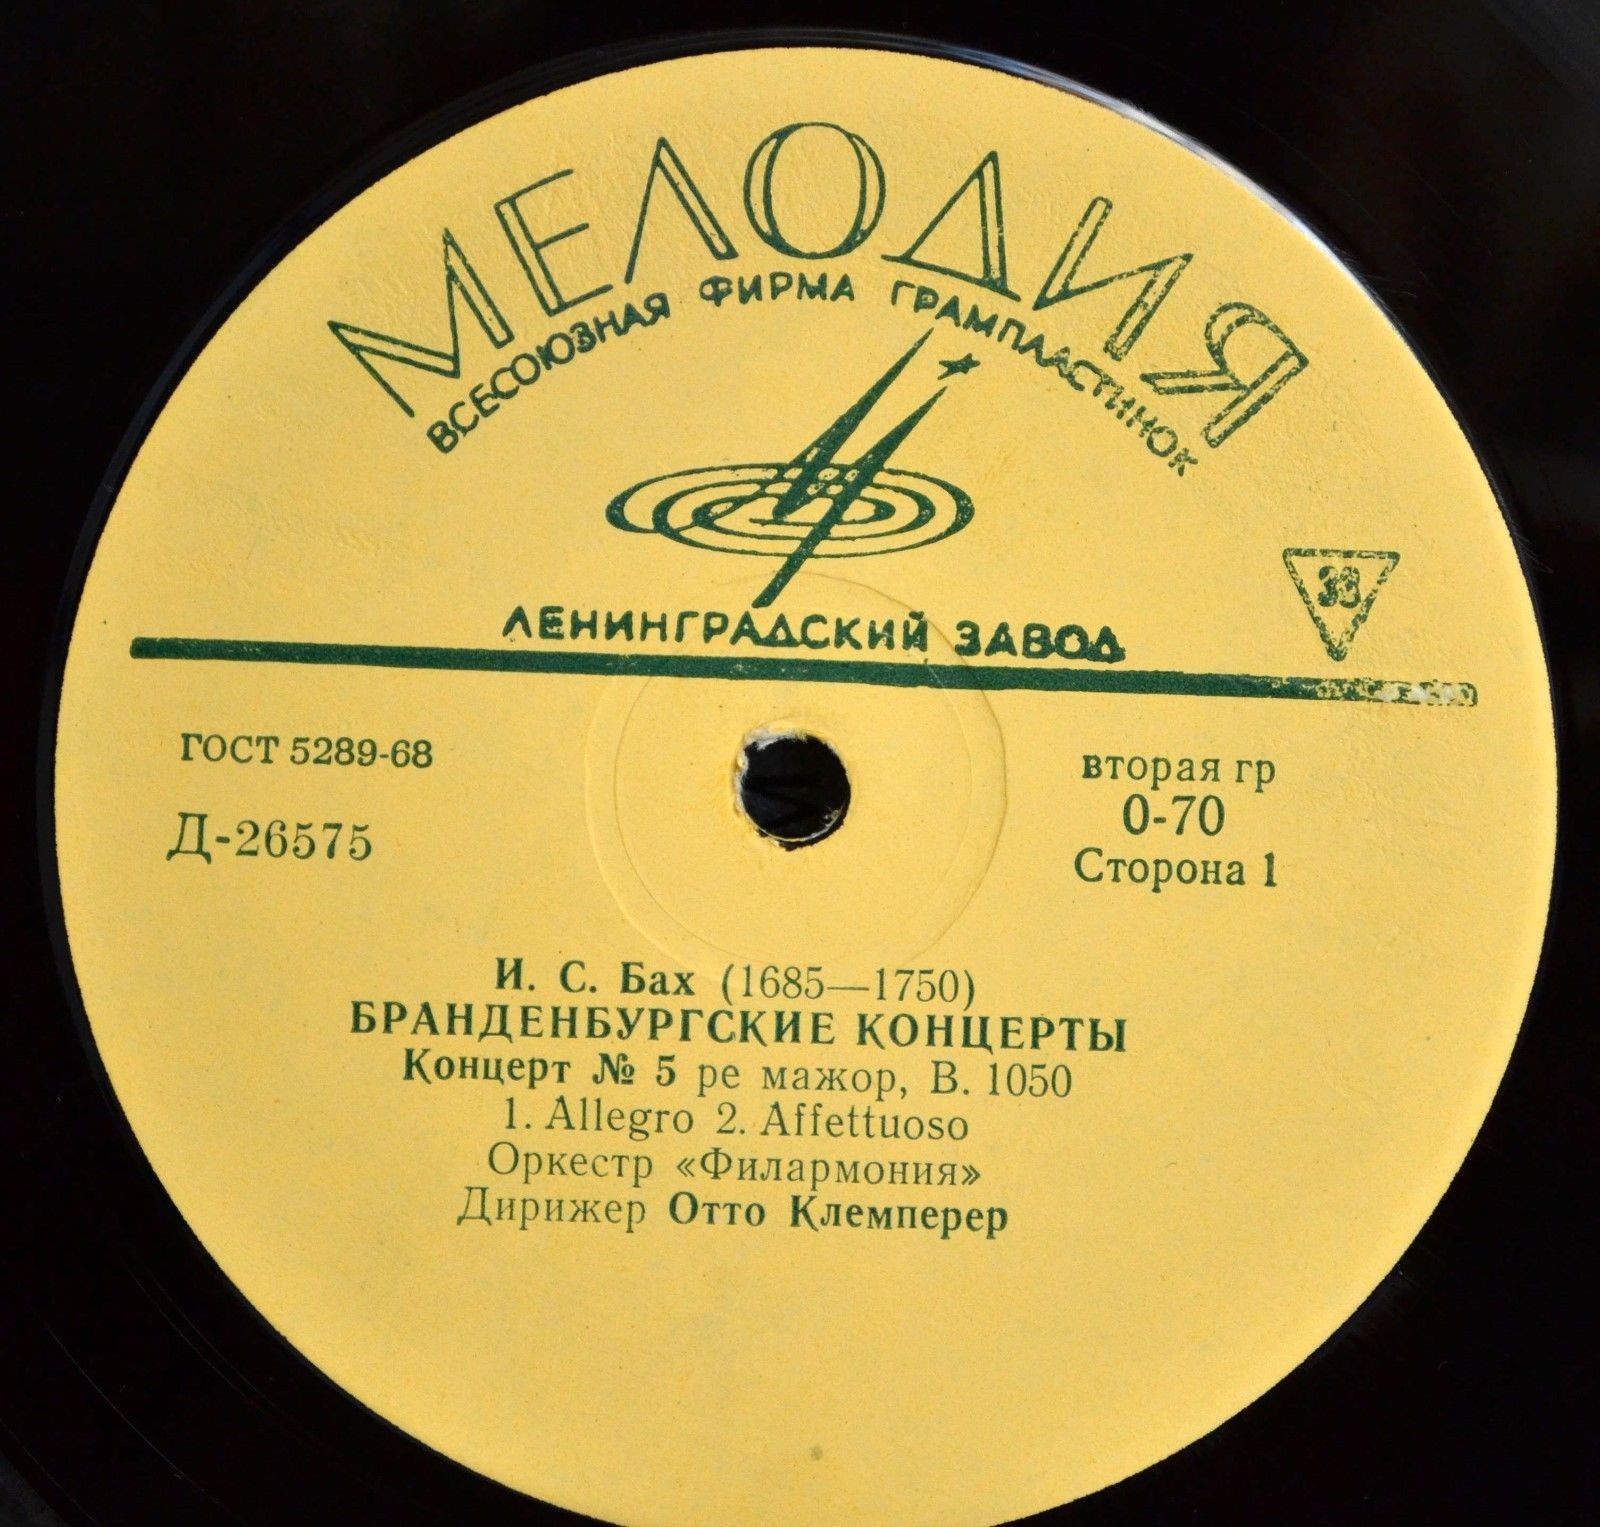 МЕЛОДИЯ
ВСЕСОЮЗНАЯ ФИРМА ГРАМПЛАСТИНОК
33
ЛЕНИНГРАДСКИЙ ЗАВОД
ГОСТ 5289-68
Д-26575
вторая гр
0-70
Сторона 1
И. С. Бах (1685—1750)
БРАНДЕНБУРГСКИЕ КОНЦЕРТЫ
Концерт № 5 ре мажор, В. 1050
1. Allegro 2. Affettuoso
Оркестр «Филармония»
Дирижер Отто Клемперер